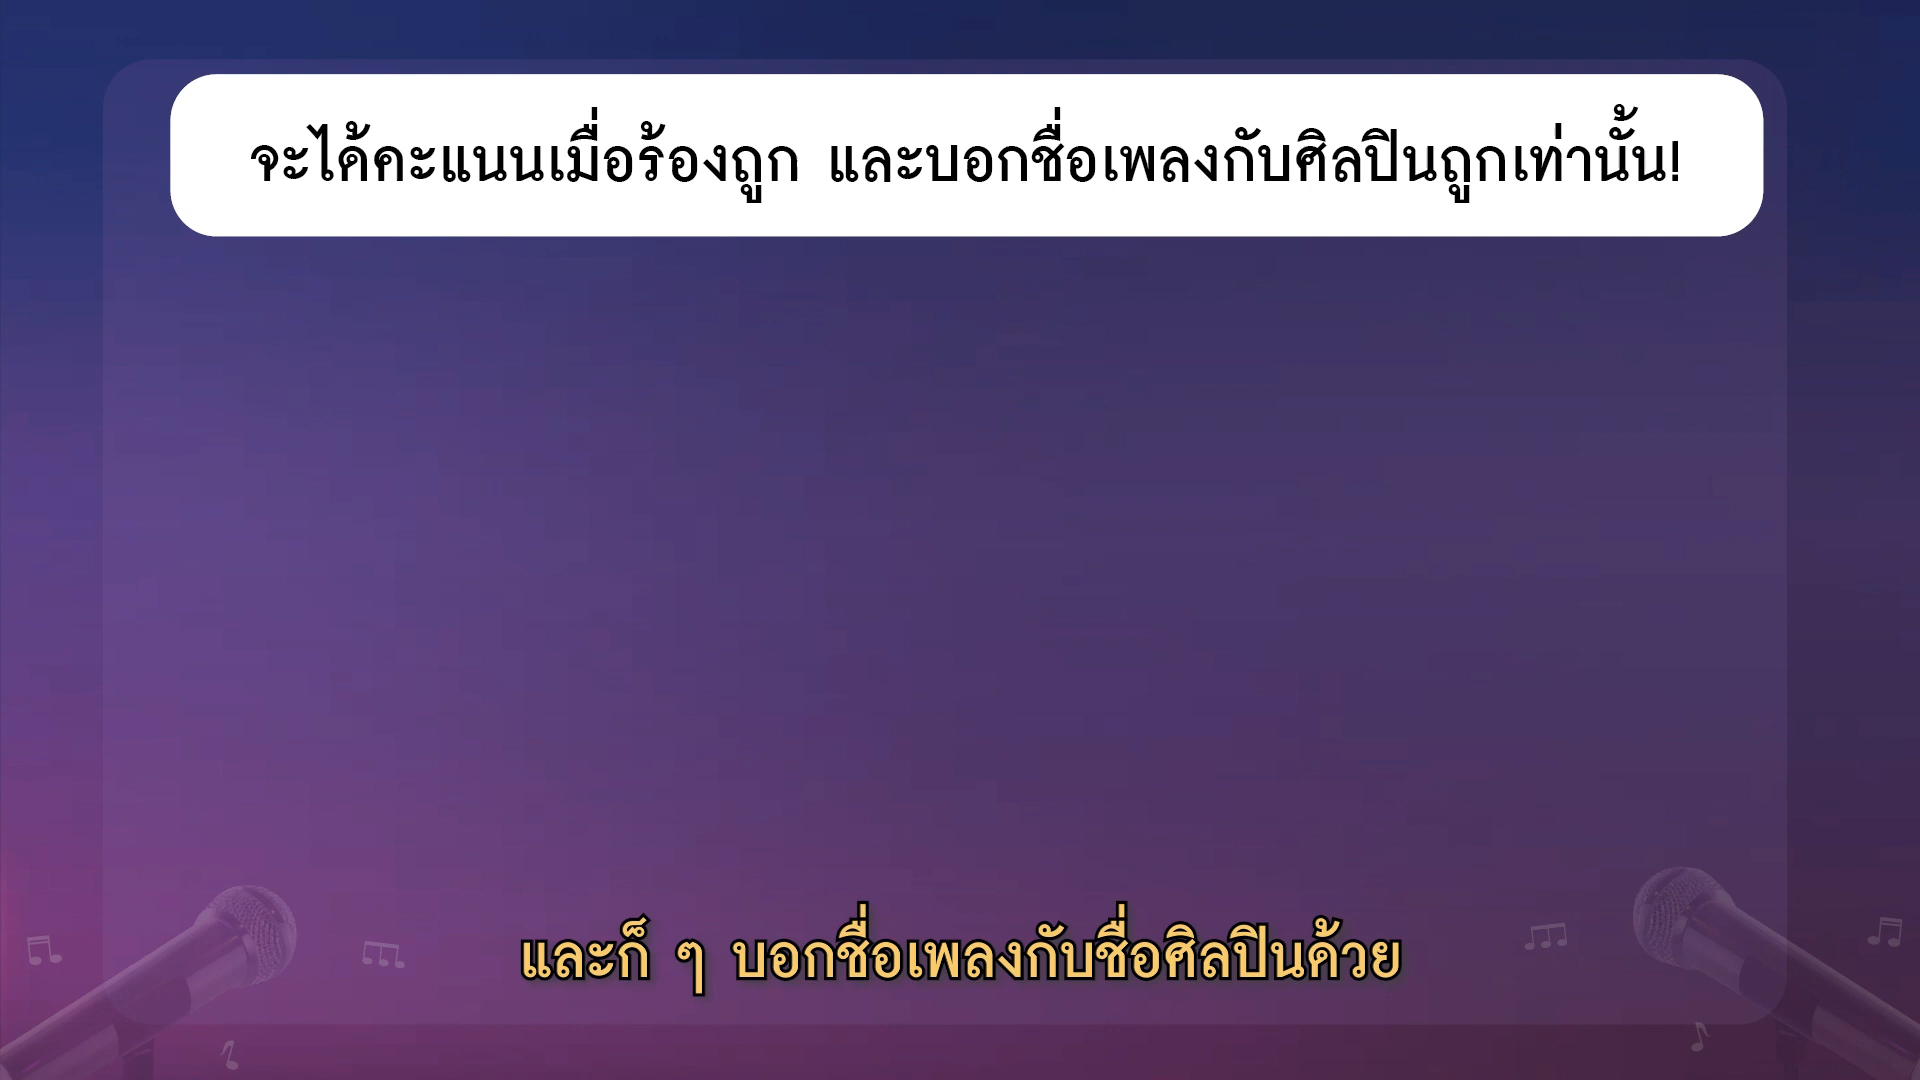 จะได้คะแนนเมื่อร้องถูก และบอกชื่อเพลงกับศิลปินถูกเท่านั้น!
และก็ ๆ บอกชื่อเพลงกับชื่อศิลปินด้วย